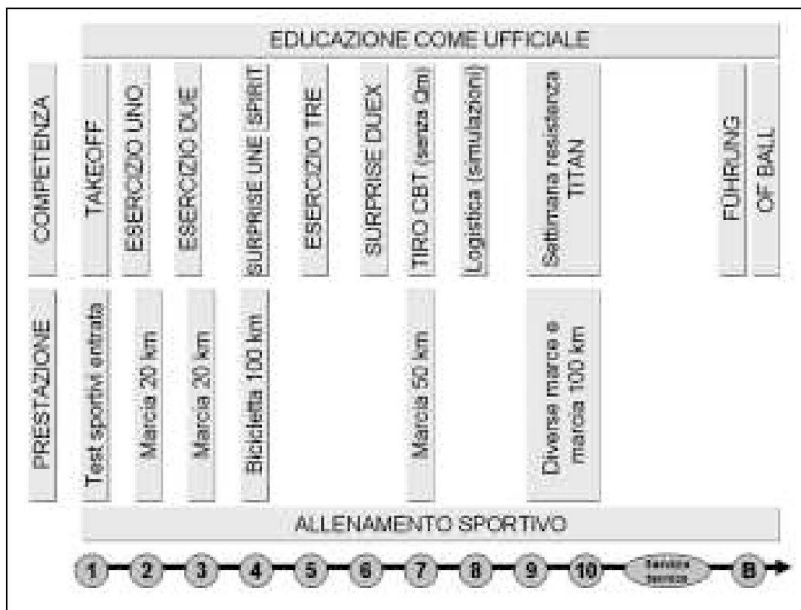 EDUCAZIONE COME UFFICIALE
COMPETENZA
TAKEOFF
ESERCIZIO UNO
ESERCIZIO DUE
SURPRISE UNE
SPIRIT
ESERCIZIO TRE
SURPRISE DUEX
TIRO CBT (senza Qm)
Logistica (simulazioni)
Settimana resistenza
TITAN
FÜHRUNG
OF BALL
PRESTAZIONE
Test sportivi entrata
Marcia 20 km
Marcia 20 km
Bicicletta 100 km
Marcia 50 km
Diverse marce e
marcia 100 km
ALLENAMENTO SPORTIVO
1 2 3 4 5 6 7 8 9 10 B